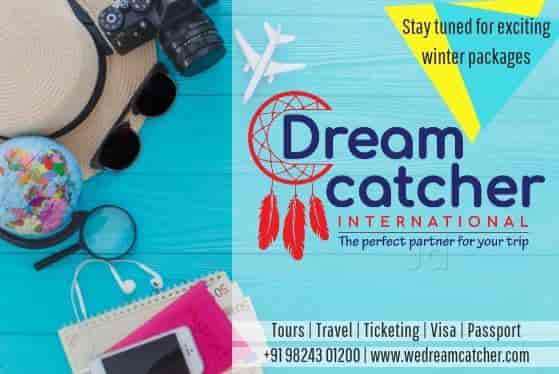 Stay tuned for exciting
winter packages
Dream
catcher
INTERNATIONAL
The perfect partner for your trip
Tours | Travel | Ticketing | Visa | Passport
+91 98243 01200 | www.wedreamcatcher.com